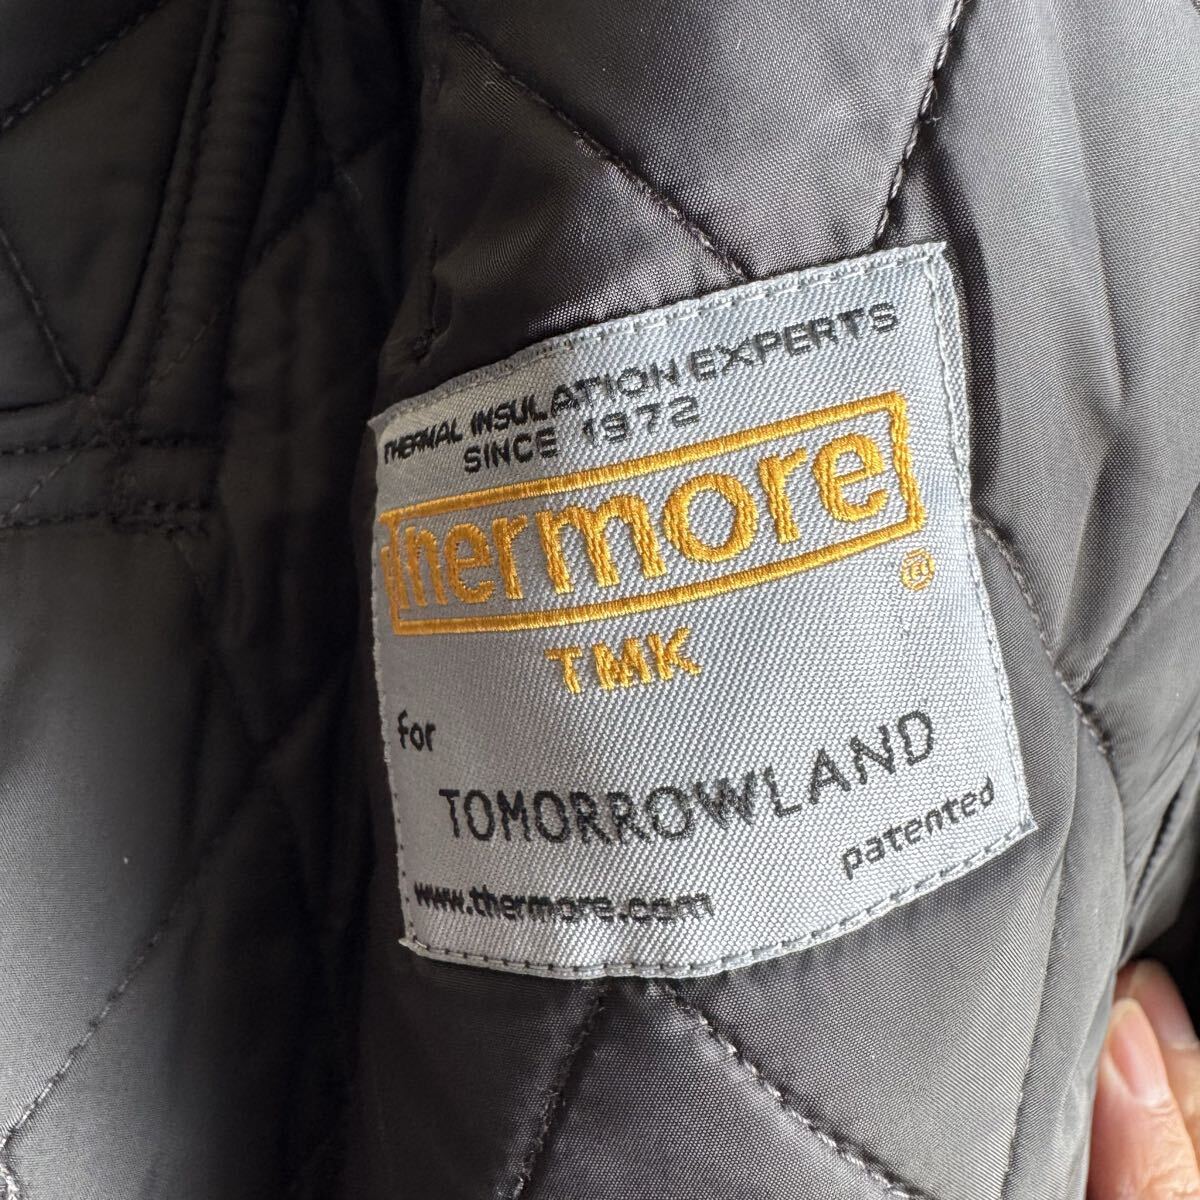 THERMAL INSULATION EXPERTS
SINCE 1972
Thermore®
TMK
for
TOMORROWLAND
patented
www.thermore.com